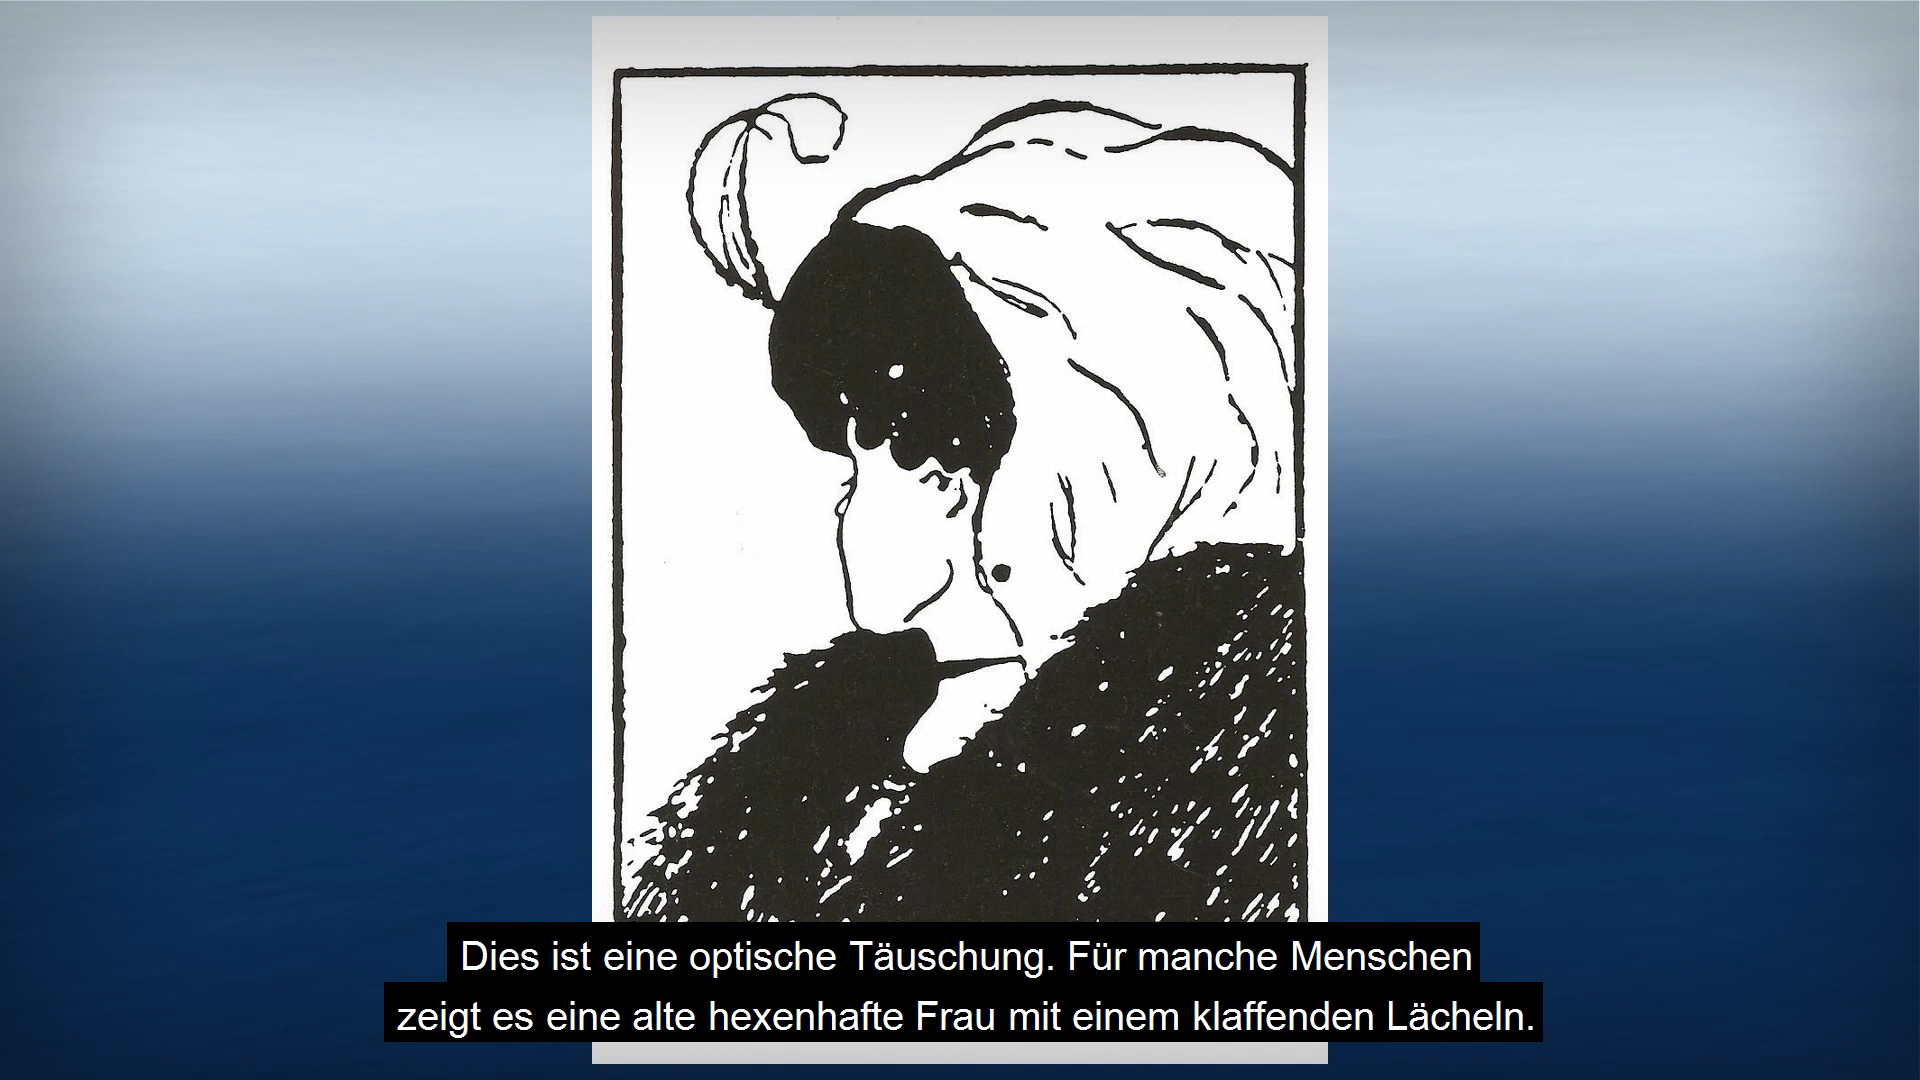 Dies ist eine optische Täuschung. Für manche Menschen
zeigt es eine alte hexenhafte Frau mit einem klaffenden Lächeln.